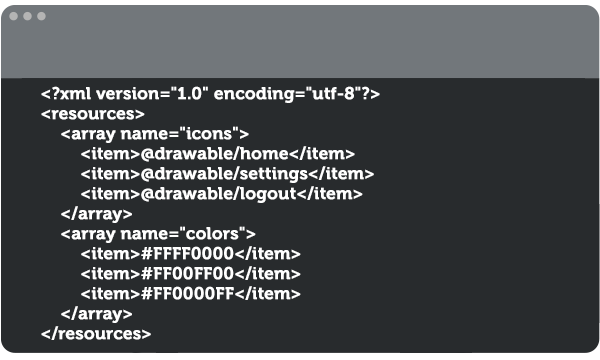 <?xml version="1.0" encoding="utf-8"?>
<resources>
<array name="icons">
<item>@drawable/home</item>
<item>@drawable/settings</item>
<item>@drawable/logout</item>
</array>
<array name="colors">
<item>#FFFF0000</item>
<item>#FF00FF00</item>
<item>#FF0000FF</item>
</array>
</resources>